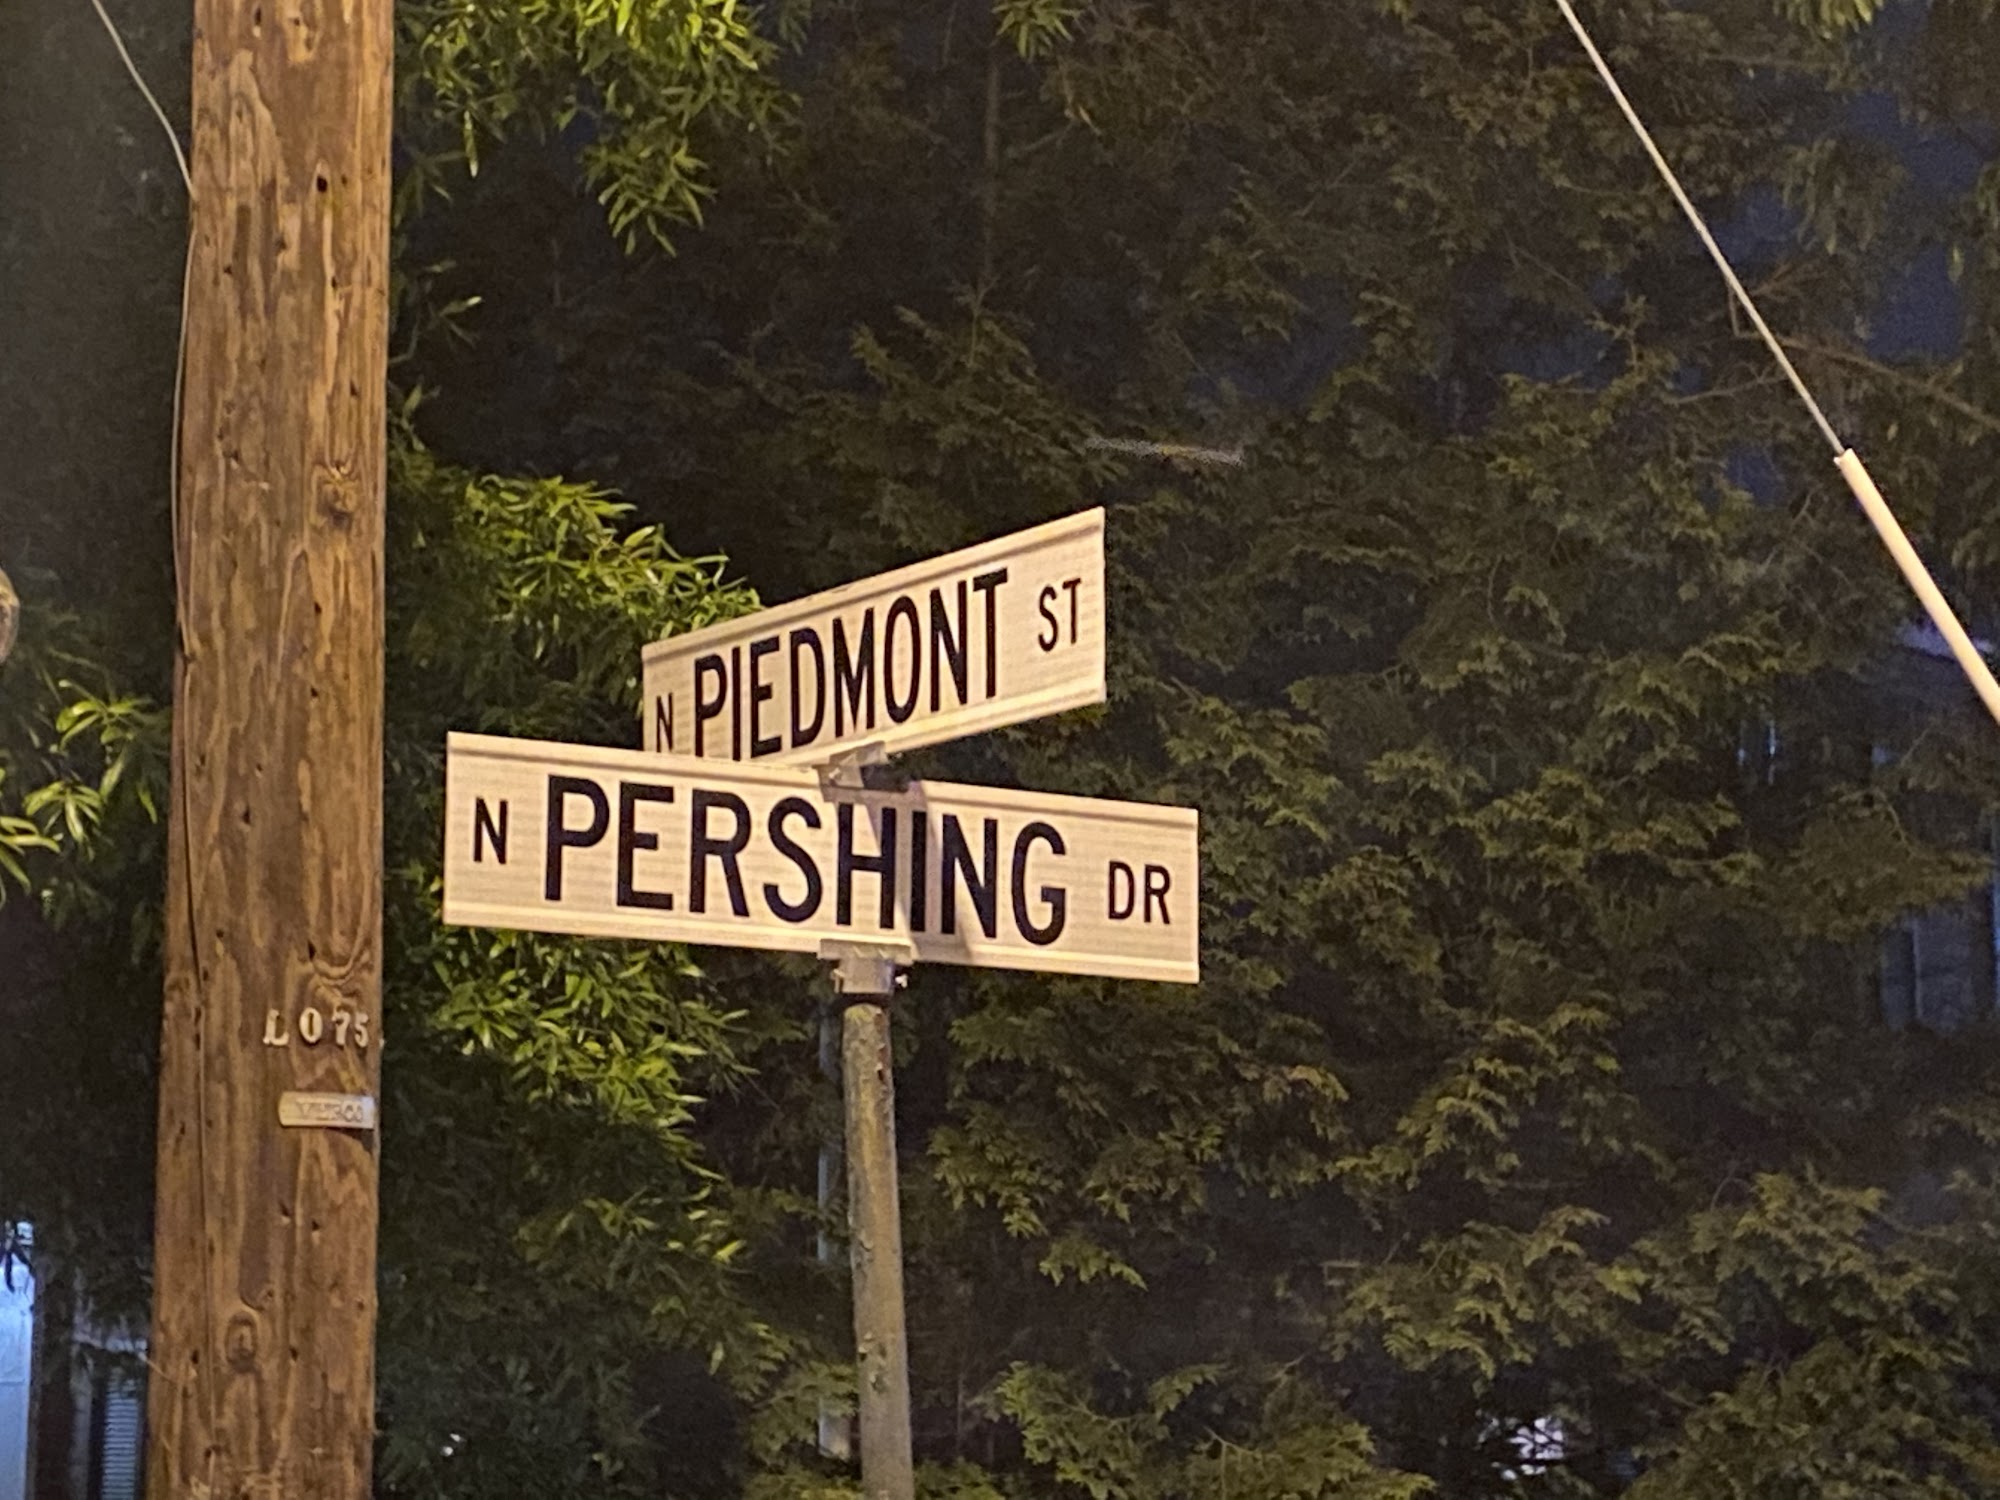 N PIEDMONT ST
N PERSHING DR
L075